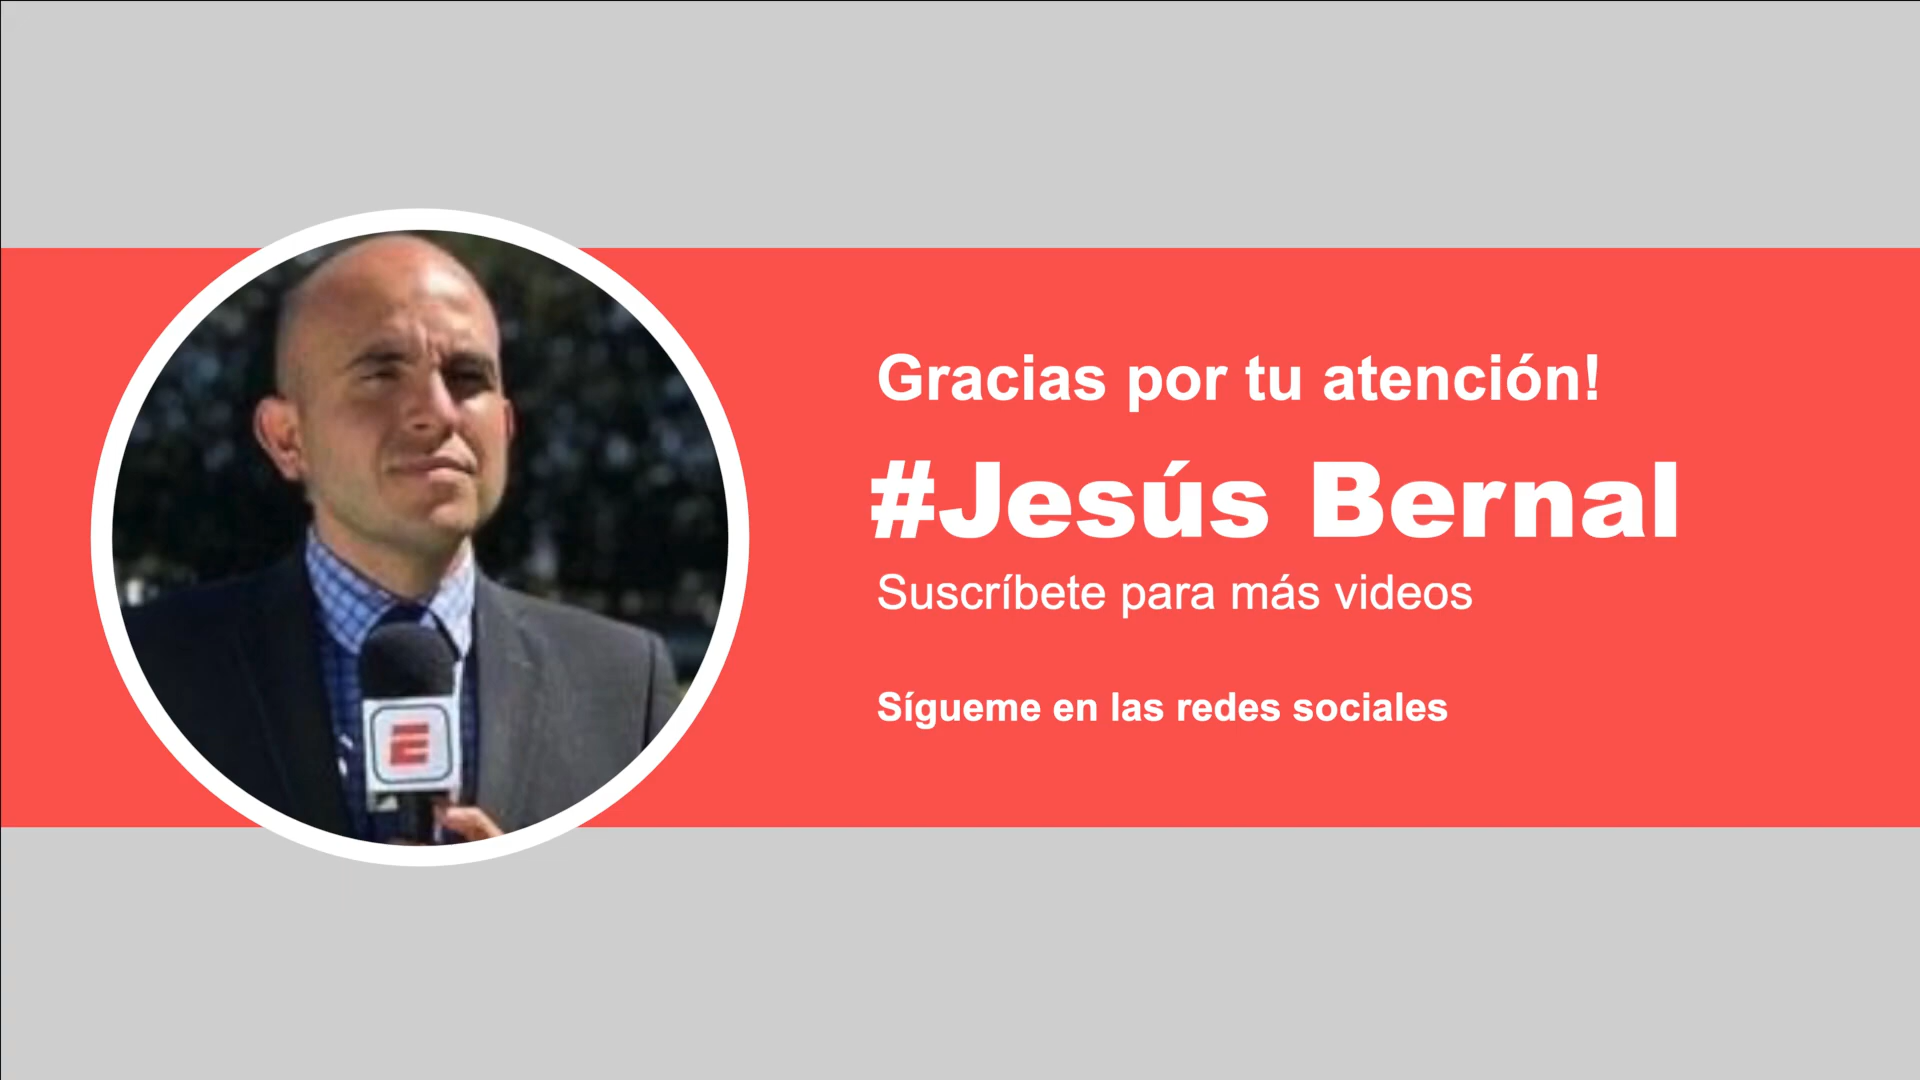 Gracias por tu atención!
#Jesús Bernal
Suscríbete para más videos
Sígueme en las redes sociales
E